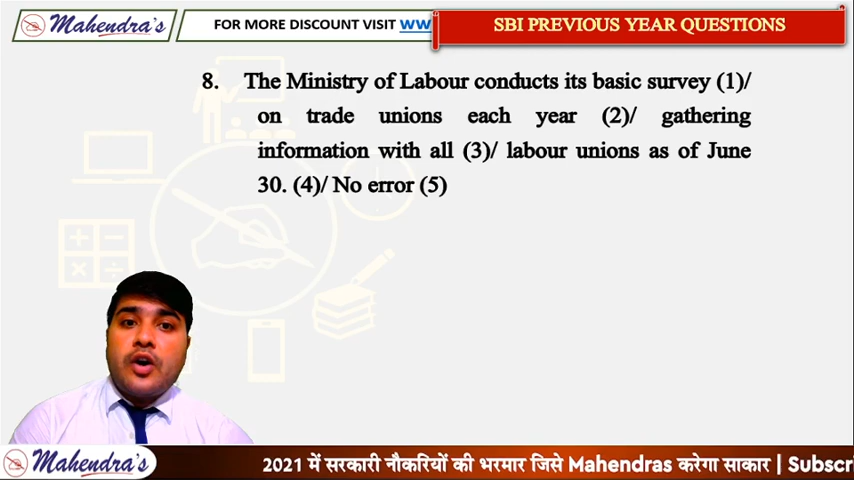 Mahendra's
FOR MORE DISCOUNT VISIT WW
SBI PREVIOUS YEAR QUESTIONS
8. The Ministry of Labour conducts its basic survey (1)/
on trade unions each year (2)/ gathering
information with all (3)/ labour unions as of June
30. (4)/ No error (5)
Mahendra's
2021 में सरकारी नौकरियों की भरमार जिसे Mahendras करेगा साकार | Subscr